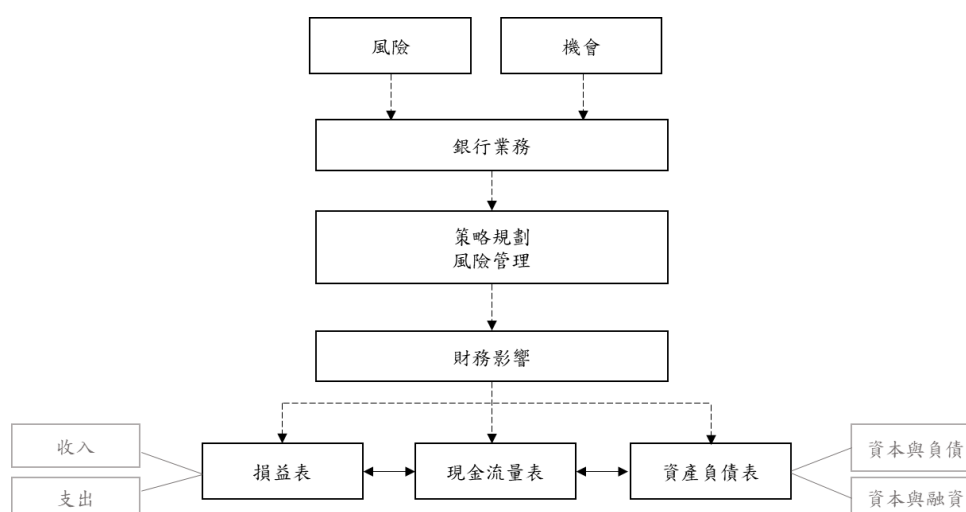 風險
機會
銀行業務
策略規劃
風險管理
財務影響
收入
支出
損益表
現金流量表
資產負債表
資本與負債
資本與融資